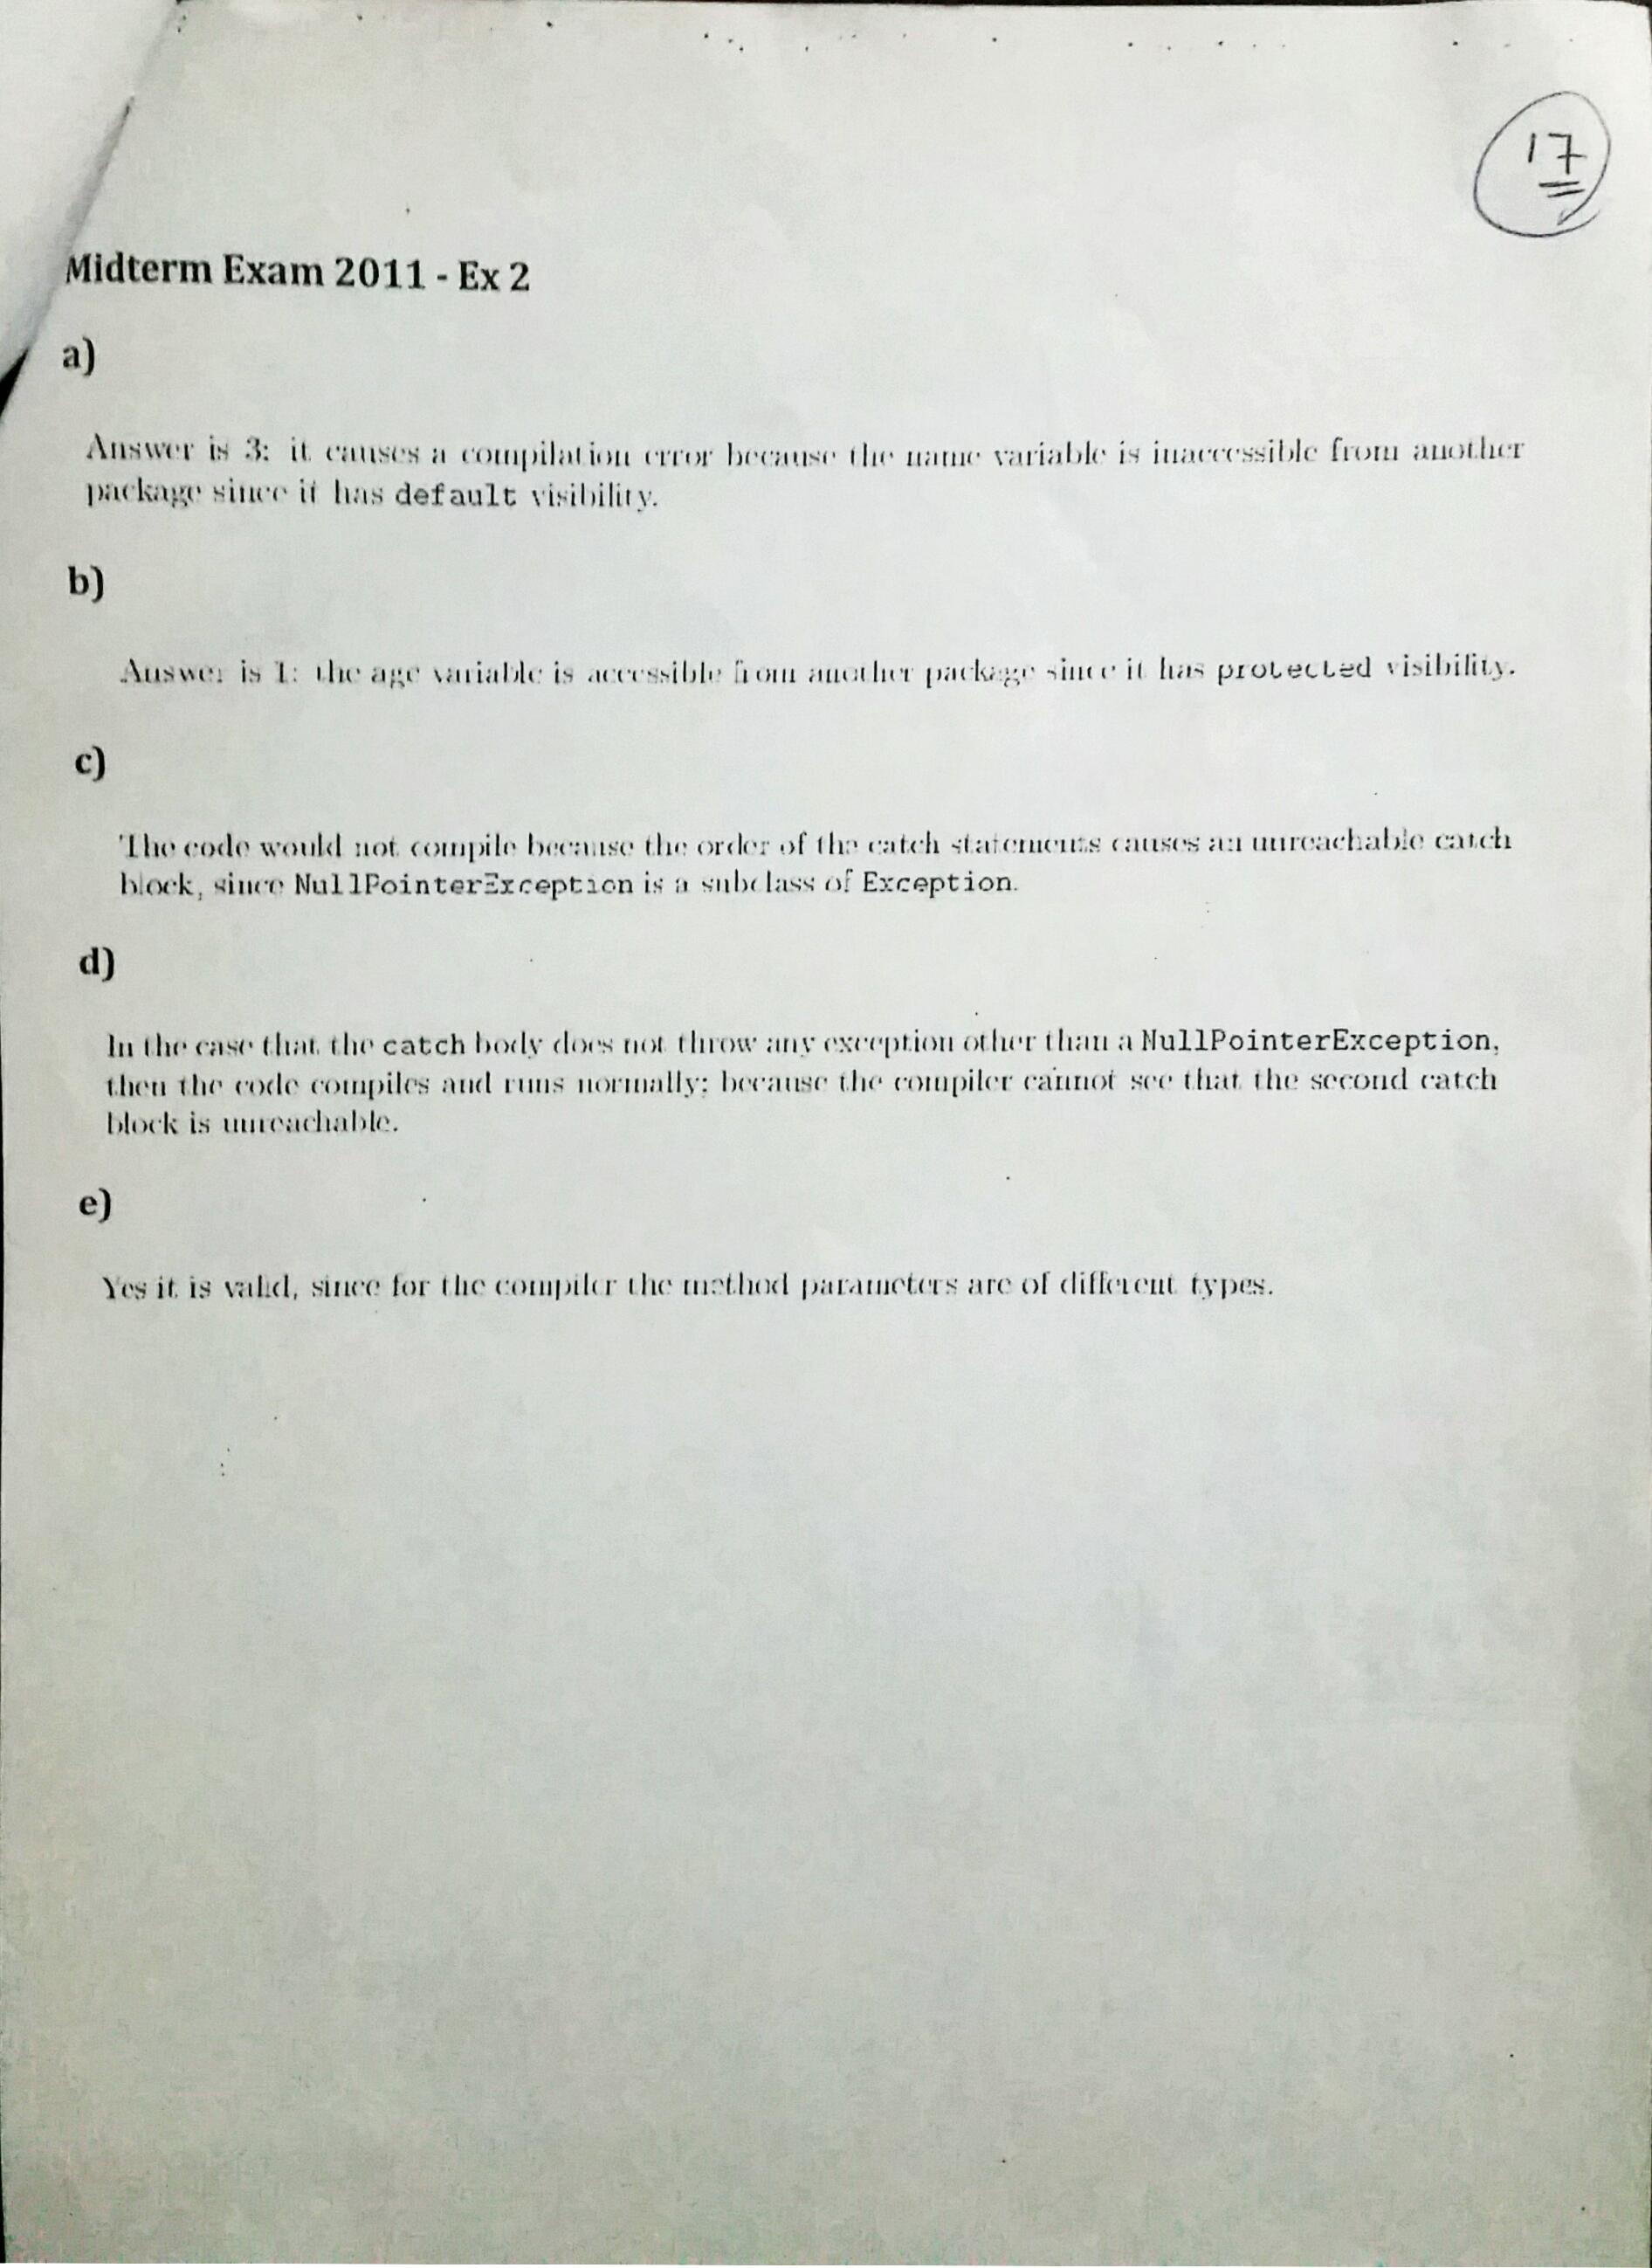 17
Midterm Exam 2011 - Ex 2
a)
Answer is 3: it causes a compilation error because the name variable is inaccessible from another
package since it has default visibility.
b)
Answer is 1: the age variable is accessible from another package since it has protected visibility.
c)
The code would not compile because the order of the catch statements causes an unreachable catch
block, since NullPointerException is a subclass of Exception.
d)
In the case that the catch body does not throw any exception other than a NullPointerException,
then the code compiles and runs normally; because the compiler cannot see that the second catch
block is unreachable.
e)
Yes it is valid, since for the compiler the method parameters are of different types.